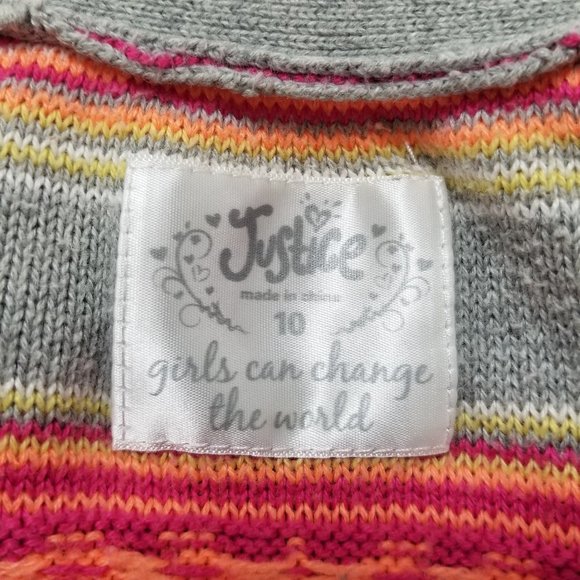 Justice
made in china
10
girls can change
the world